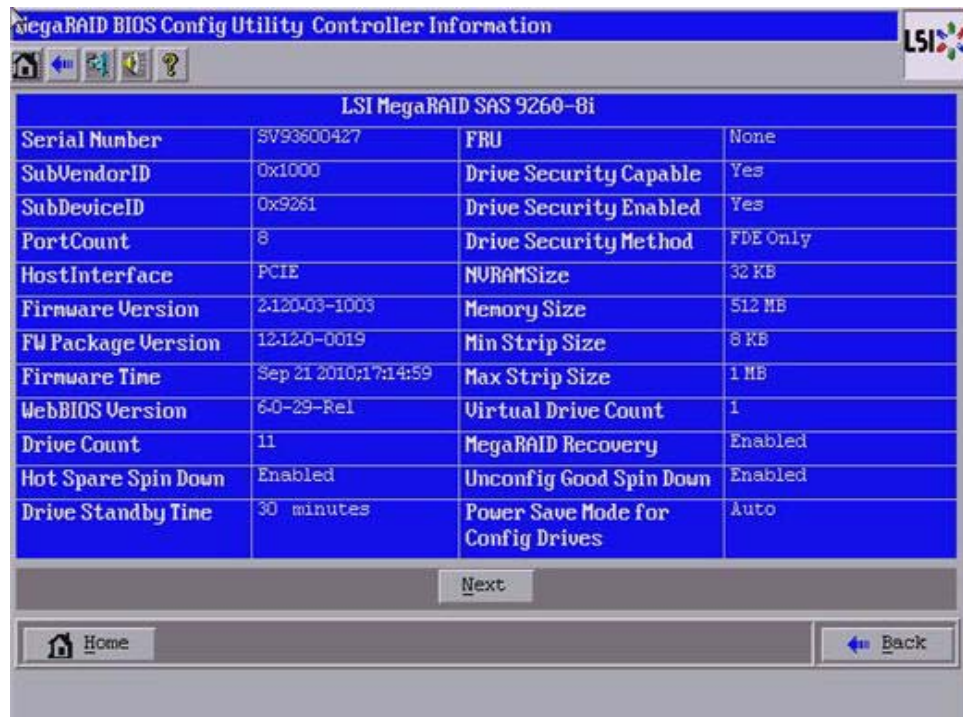 MegaRAID BIOS Config Utility Controller Information
LSI
LSI MegaRAID SAS 9260-8i
Serial Number SV93600427 FRU None
SubVendorID 0x1000 Drive Security Capable Yes
SubDeviceID 0x9261 Drive Security Enabled Yes
PortCount 8 Drive Security Method FDE Only
HostInterface PCIE NVRAMSize 32 KB
Firmware Version 2.120.03-1003 Memory Size 512 MB
FW Package Version 12.12.0-0019 Min Strip Size 8 KB
Firmware Time Sep 21 2010;17:14:59 Max Strip Size 1 MB
WebBIOS Version 6.0-29-Rel Virtual Drive Count 1
Drive Count 11 MegaRAID Recovery Enabled
Hot Spare Spin Down Enabled Unconfig Good Spin Down Enabled
Drive Standby Time 30 minutes Power Save Mode for Auto
Config Drives
Next
Home Back